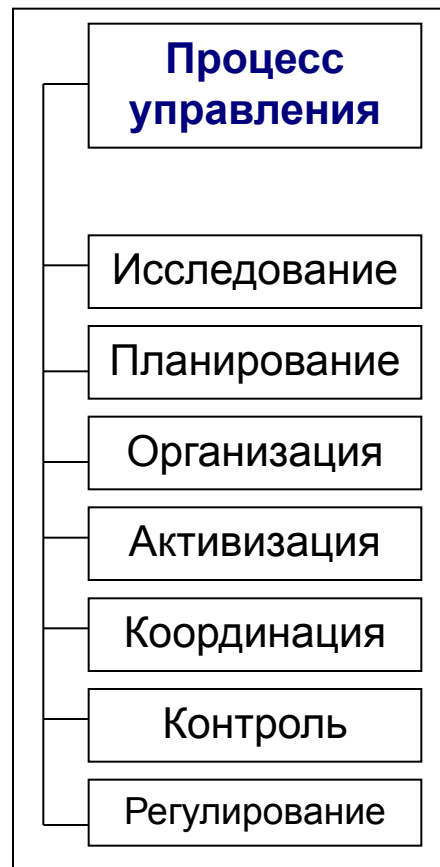 Процесс
управления
Исследование
Планирование
Организация
Активизация
Координация
Контроль
Регулирование